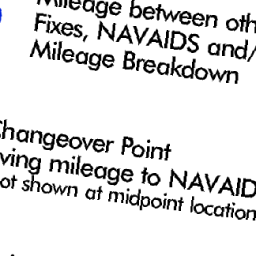 Mileage between oth
Fixes, NAVAIDS and/
Mileage Breakdown
Changeover Point
ving mileage to NAVAID
ot shown at midpoint location